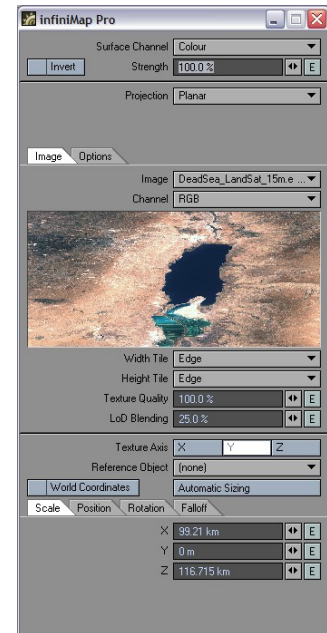 infiniMap Pro
Surface Channel Colour
Invert Strength 100.0 % E
Projection Planar
Image Options
Image DeadSea_LandSat_15m.e ...
Channel RGB
Width Tile Edge
Height Tile Edge
Texture Quality 100.0 % E
LoD Blending 25.0 % E
Texture Axis X Y Z
Reference Object (none)
World Coordinates Automatic Sizing
Scale Position Rotation Falloff
X 99.21 km E
Y 0 m E
Z 116.715 km E